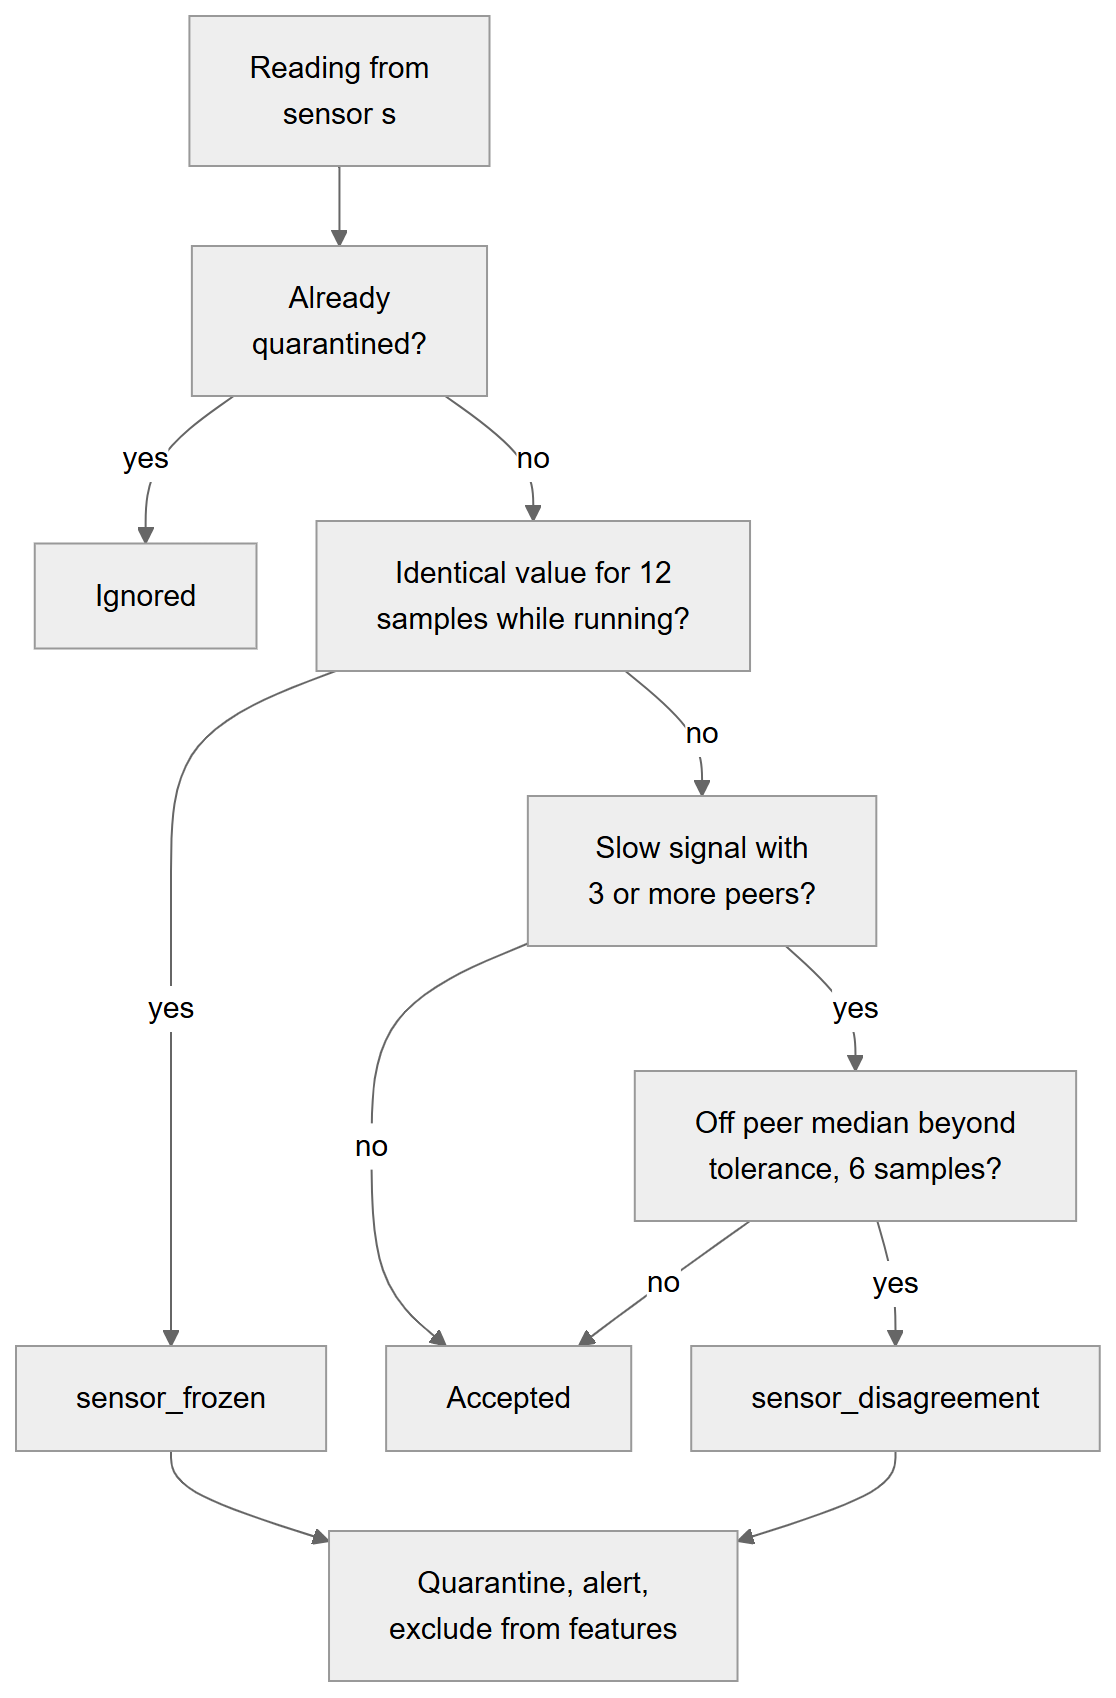 Reading from
sensor s
Already
quarantined?
yes
no
Ignored
Identical value for 12
samples while running?
no
Slow signal with
3 or more peers?
yes
yes
Off peer median beyond
tolerance, 6 samples?
no
no
yes
sensor_frozen
Accepted
sensor_disagreement
Quarantine, alert,
exclude from features